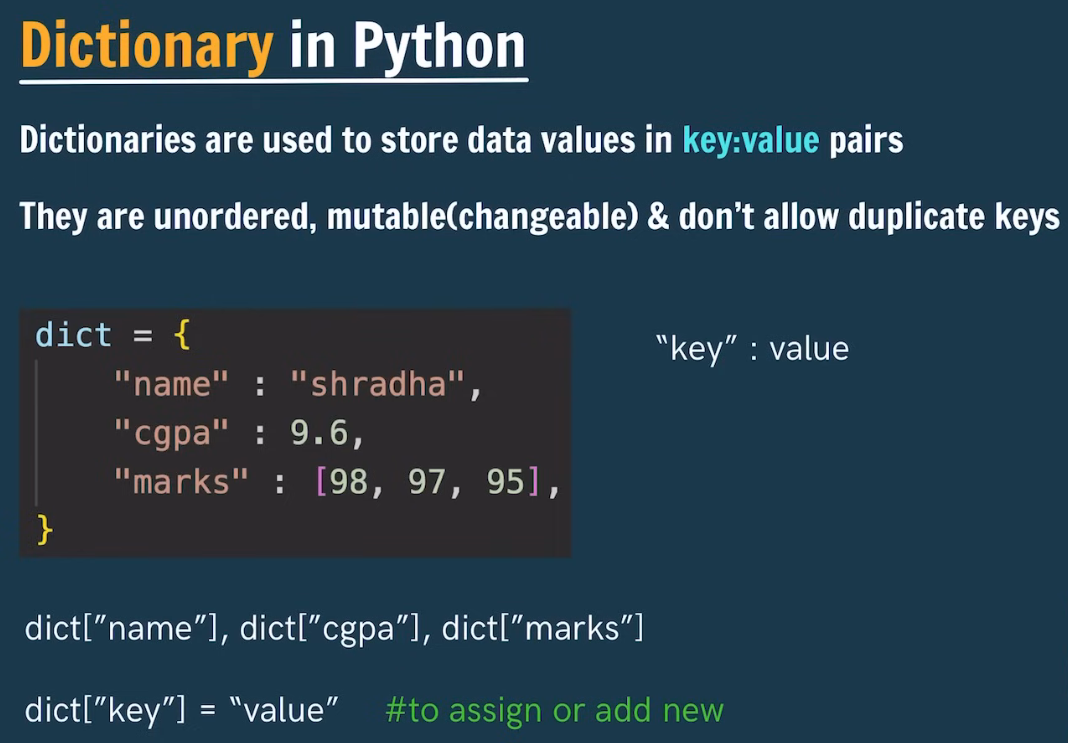 Dictionary in Python
Dictionaries are used to store data values in key:value pairs
They are unordered, mutable(changeable) & don’t allow duplicate keys
dict = {
"name" : "shradha",
"cgpa" : 9.6,
"marks" : [98, 97, 95],
}
“key” : value
dict[”name”], dict[”cgpa”], dict[”marks”]
dict[”key”] = “value” #to assign or add new